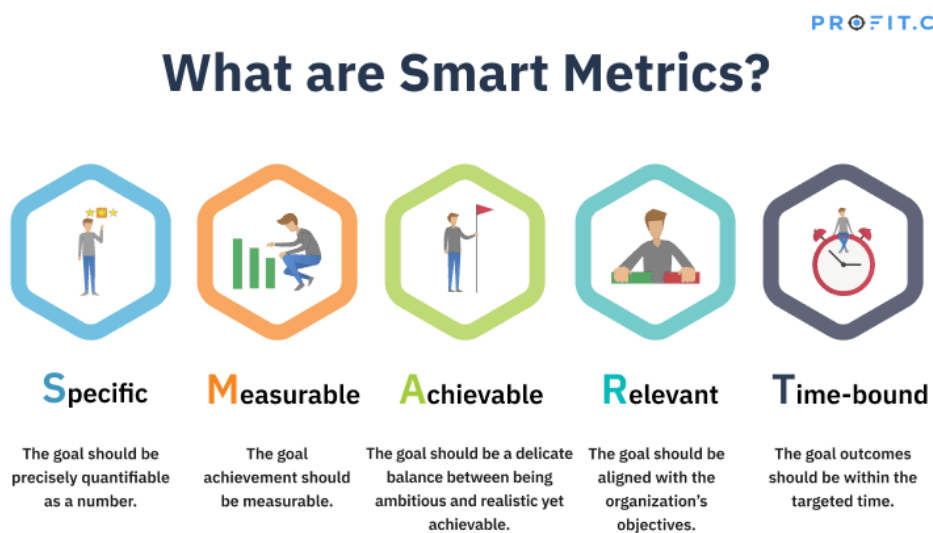 PROFIT.C
What are Smart Metrics?
Specific
Measurable
Achievable
Relevant
Time-bound
The goal should be
precisely quantifiable
as a number.
The goal
achievement should
be measurable.
The goal should be a delicate
balance between being
ambitious and realistic yet
achievable.
The goal should be
aligned with the
organization's
objectives.
The goal outcomes
should be within the
targeted time.